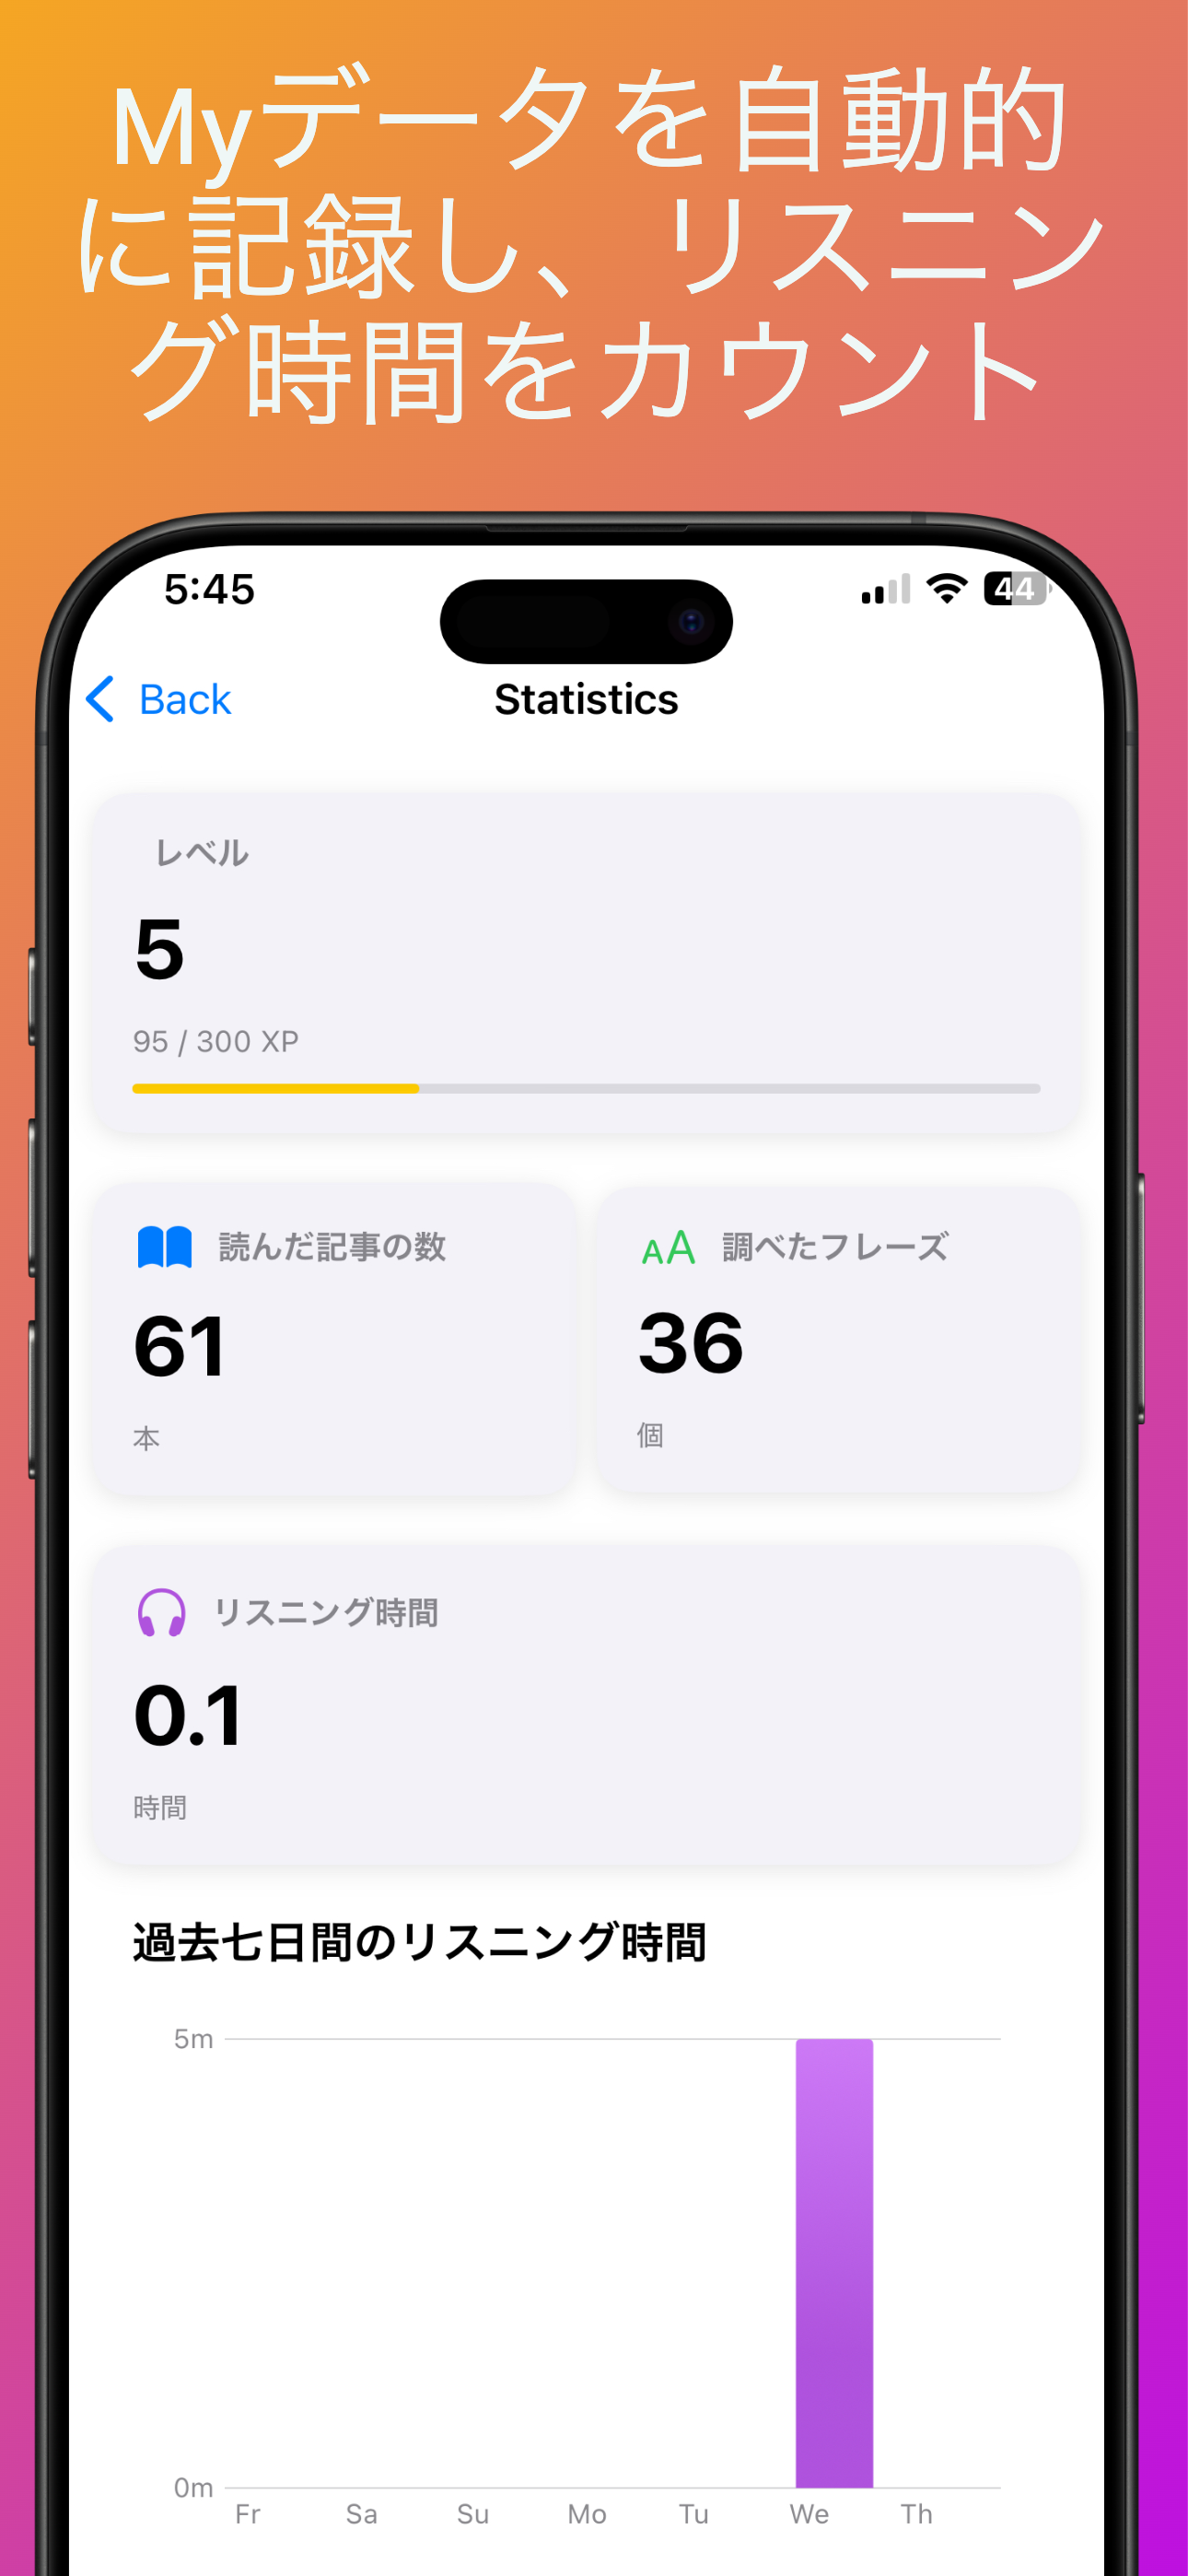 Myデータを自動的
に記録し、リスニン
グ時間をカウント
5:45
44
Back
Statistics
レベル
5
95 / 300 XP
読んだ記事の数
61
本
調べたフレーズ
36
個
リスニング時間
0.1
時間
過去七日間のリスニング時間
5m
0m
Fr Sa Su Mo Tu We Th